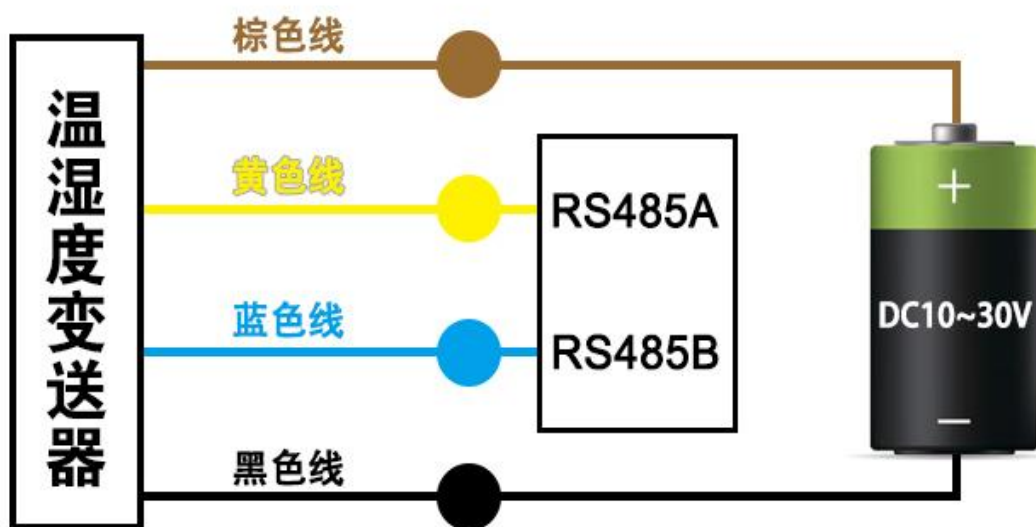 温湿度变送器
棕色线
黄色线
蓝色线
黑色线
RS485A
RS485B
+
DC10~30V
—